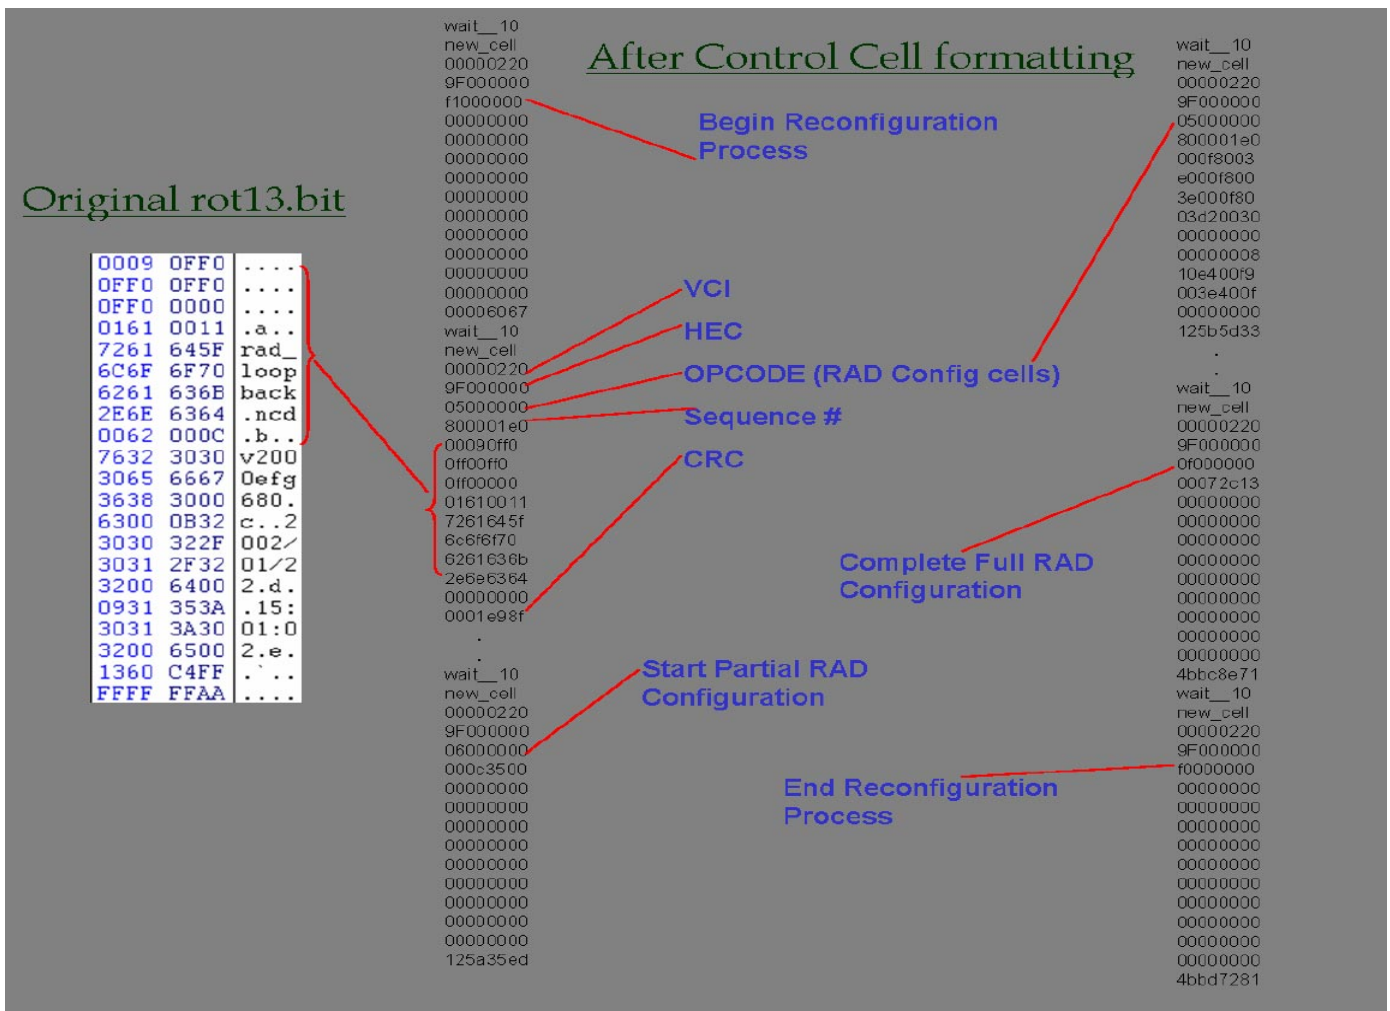 After Control Cell formatting
Original rot13.bit
0009 0FF0 ....
0FF0 0FF0 ....
0FF0 0000 ....
0161 0011 .a..
7261 645F rad_
6C6F 6F70 loop
6261 636B back
2E6E 6364 .ncd
0062 000C .b..
7632 3030 v200
3065 6667 0efg
3638 3000 680.
6300 0B32 c..2
3030 322F 002/
3031 2F32 01/2
3200 6400 2.d.
0931 353A .15:
3031 3A30 01:0
3200 6500 2.e.
1360 C4FF .`..
FFFF FFAA ....
wait__10
new_cell
00000220
9F000000
f1000000
00000000
00000000
00000000
00000000
00000000
00000000
00000000
00000000
00000000
00000000
00006067
wait__10
new_cell
00000220
9F000000
05000000
800001e0
00090ff0
0ff00ff0
0ff00000
01610011
7261645f
6c6f6f70
6261636b
2e6e6364
00000000
0001e98f
.
.
wait__10
new_cell
00000220
9F000000
06000000
000c3500
00000000
00000000
00000000
00000000
00000000
00000000
00000000
00000000
00000000
125a35ed
Begin Reconfiguration
Process
VCI
HEC
OPCODE (RAD Config cells)
Sequence #
CRC
Complete Full RAD
Configuration
Start Partial RAD
Configuration
End Reconfiguration
Process
wait__10
new_cell
00000220
9F000000
05000000
800001e0
000f8003
e000f800
3e000f80
03d20030
00000000
00000008
10e400f9
003e400f
00000000
125b5d33
.
.
wait__10
new_cell
00000220
9F000000
0f000000
00072c13
00000000
00000000
00000000
00000000
00000000
00000000
00000000
00000000
00000000
4bbc8e71
wait__10
new_cell
00000220
9F000000
f0000000
00000000
00000000
00000000
00000000
00000000
00000000
00000000
00000000
00000000
00000000
4bbd7281